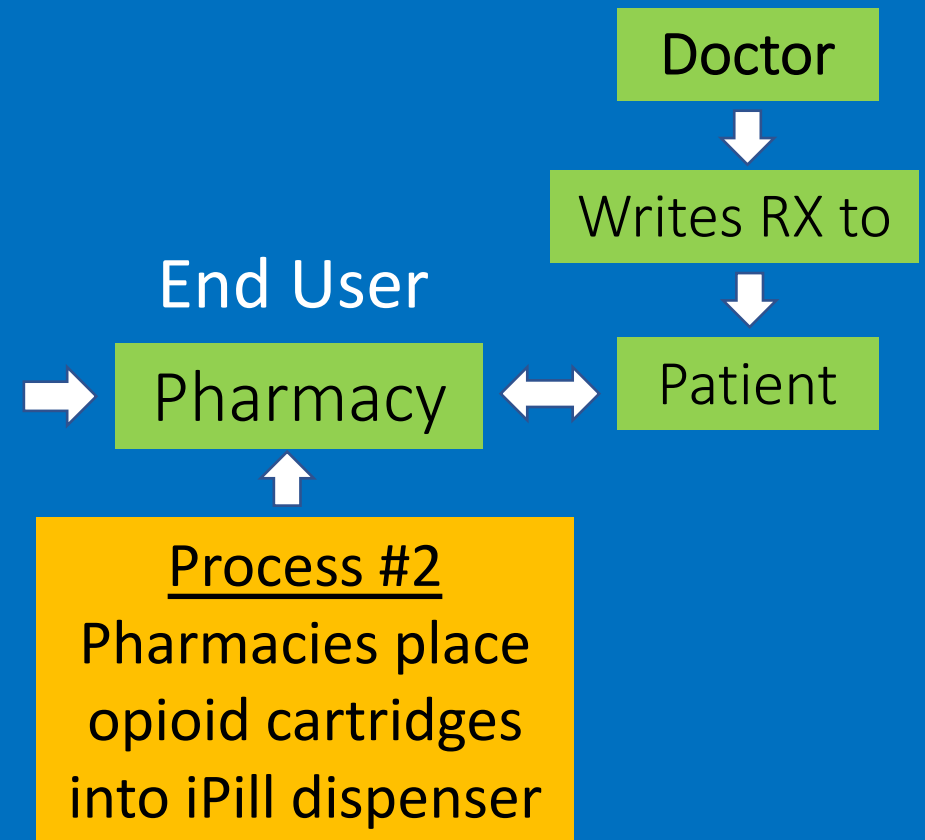 Doctor
Writes RX to
End User
Pharmacy
Patient
Process #2
Pharmacies place
opioid cartridges
into iPill dispenser